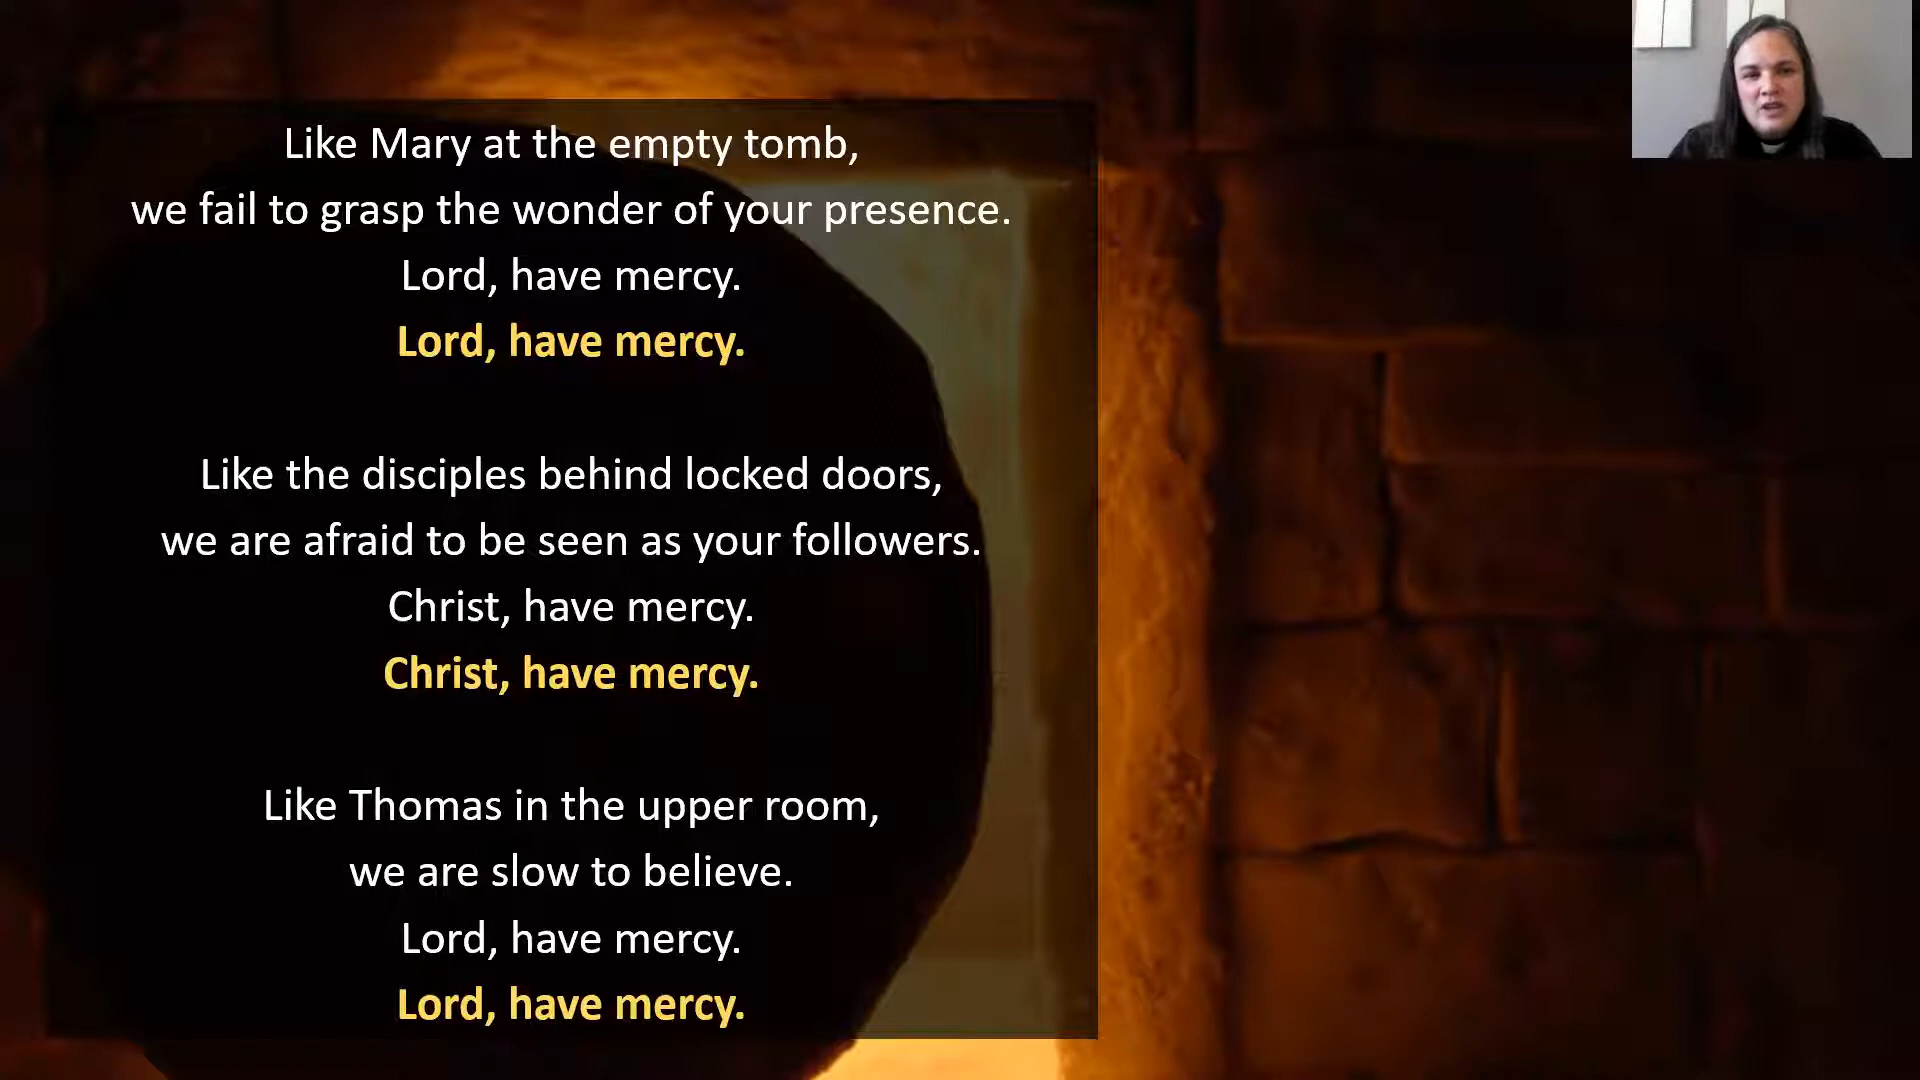 Like Mary at the empty tomb,
we fail to grasp the wonder of your presence.
Lord, have mercy.
Lord, have mercy.
Like the disciples behind locked doors,
we are afraid to be seen as your followers.
Christ, have mercy.
Christ, have mercy.
Like Thomas in the upper room,
we are slow to believe.
Lord, have mercy.
Lord, have mercy.